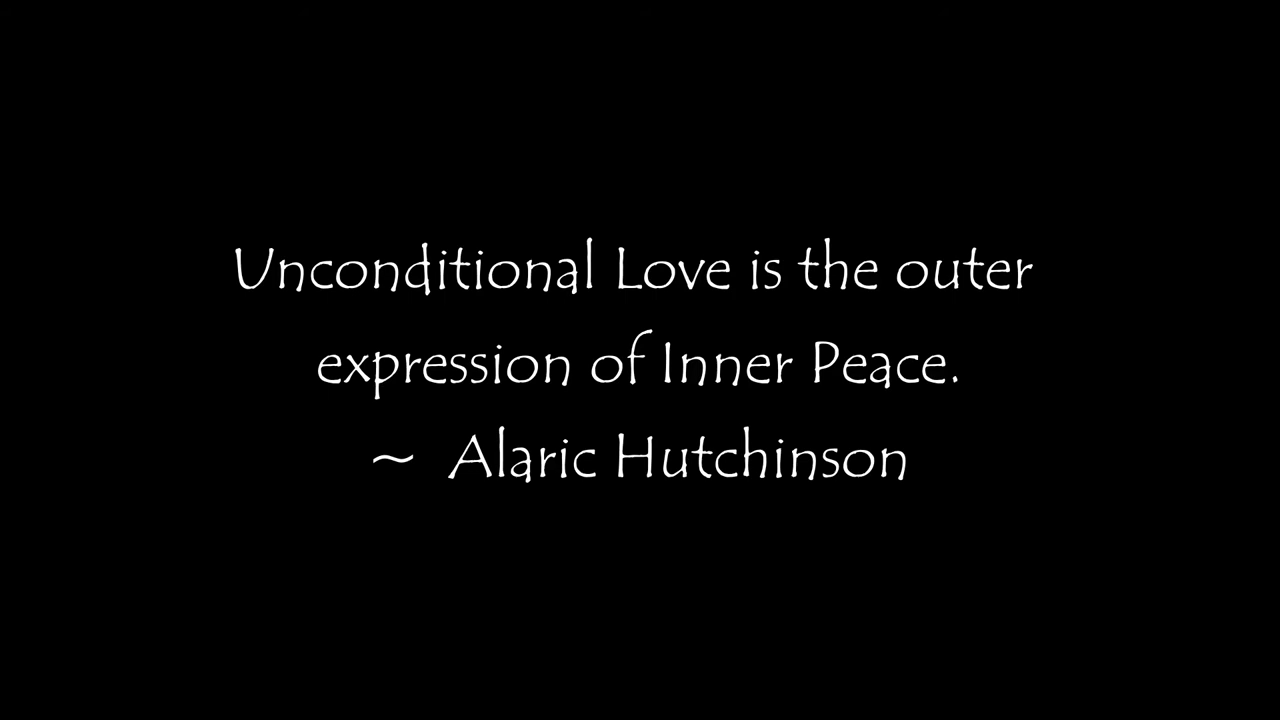 Unconditional Love is the outer
expression of Inner Peace.
~ Alaric Hutchinson